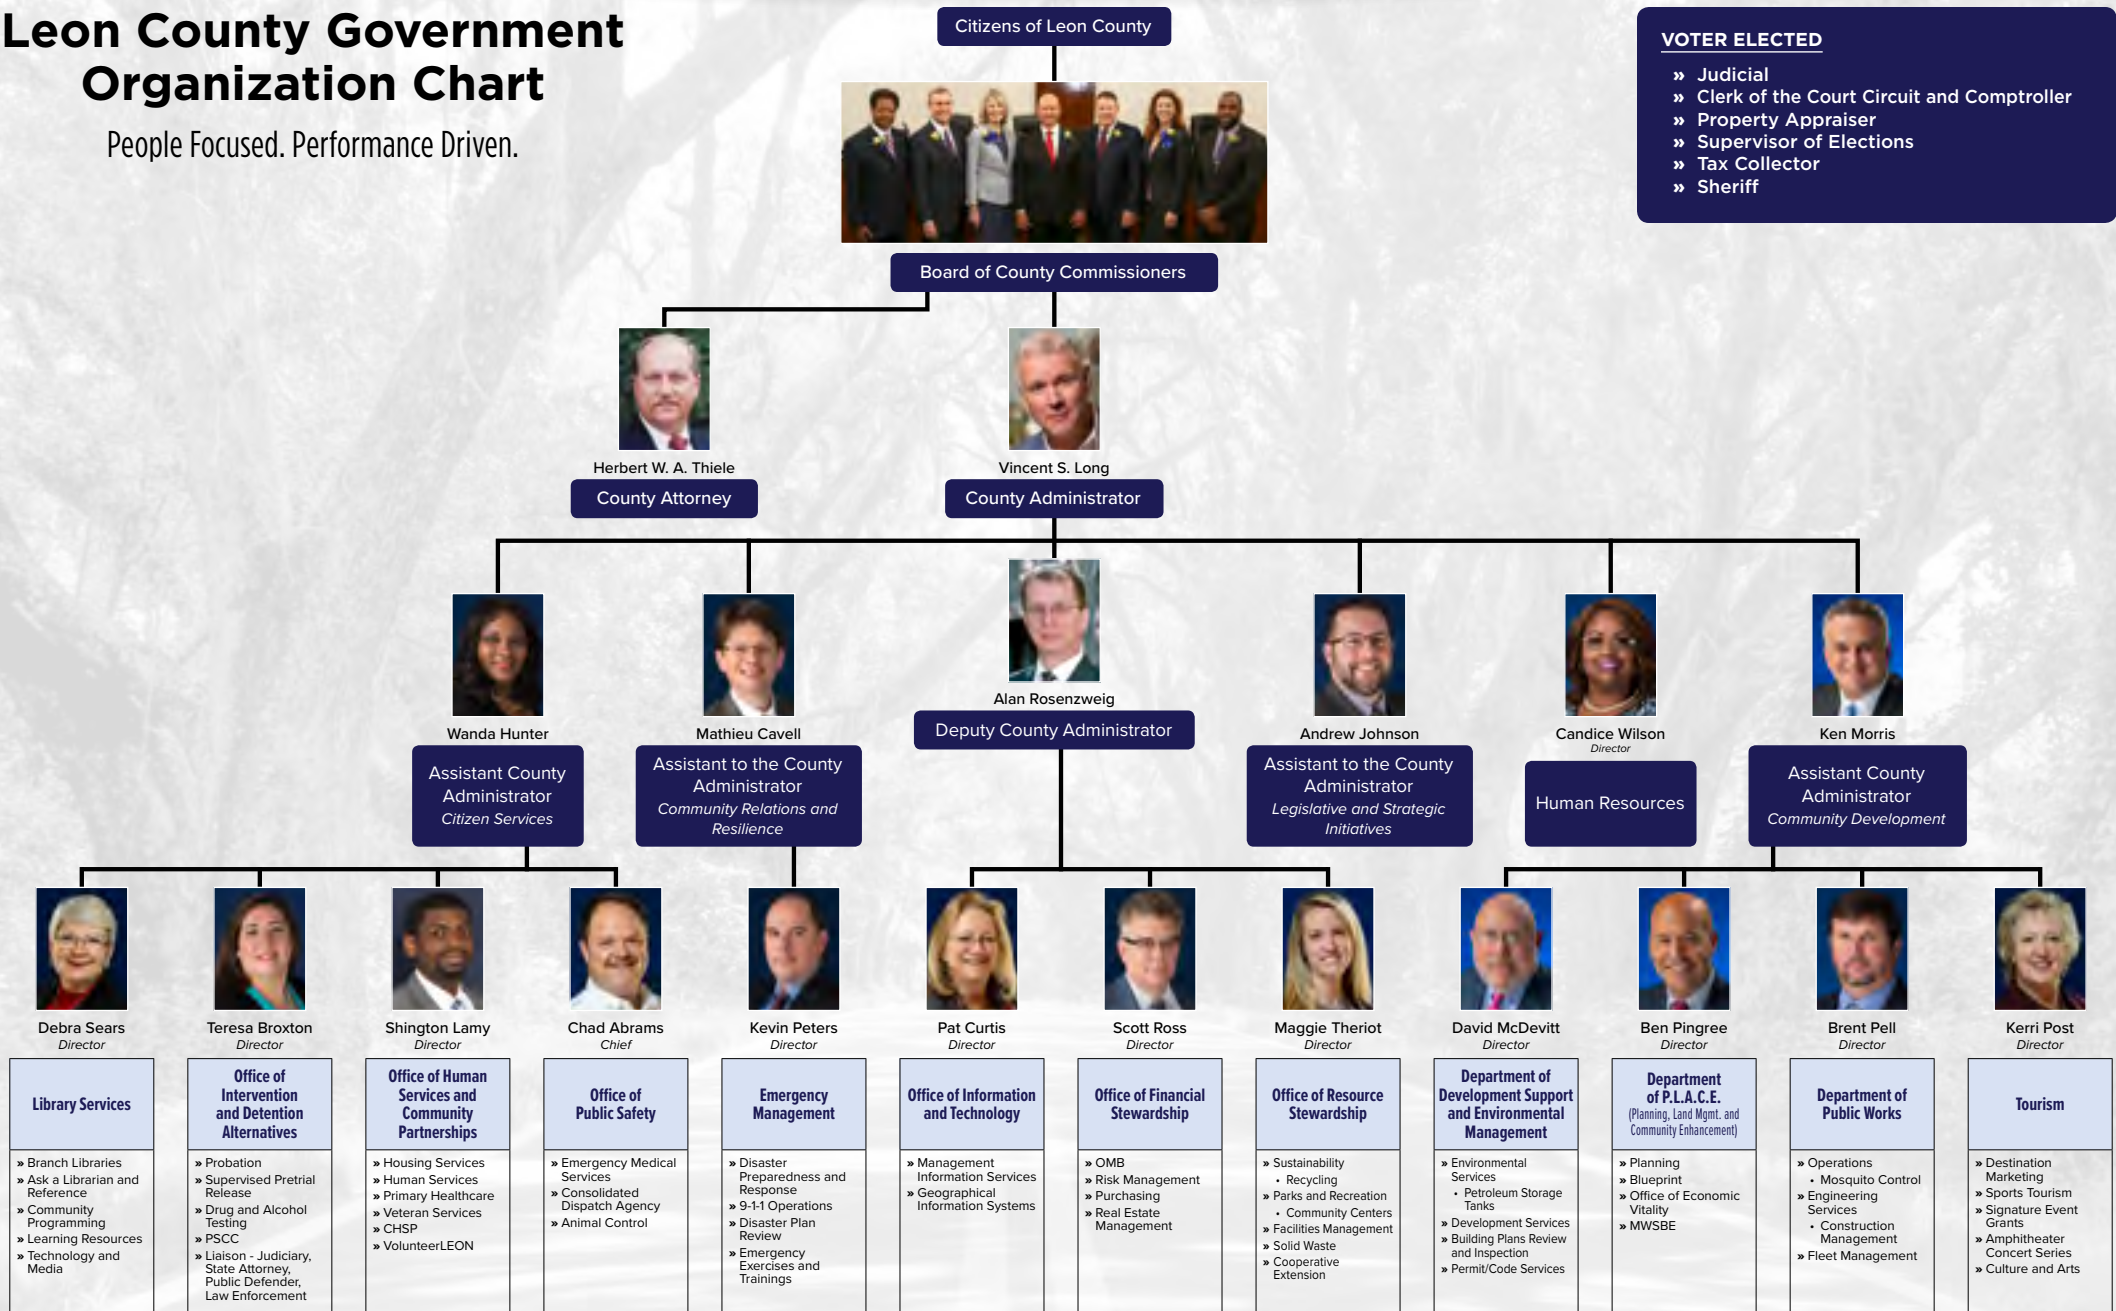 Leon County Government
Organization Chart
People Focused. Performance Driven.
Citizens of Leon County
VOTER ELECTED
» Judicial
» Clerk of the Court Circuit and Comptroller
» Property Appraiser
» Supervisor of Elections
» Tax Collector
» Sheriff
Board of County Commissioners
Herbert W. A. Thiele
County Attorney
Vincent S. Long
County Administrator
Wanda Hunter
Assistant County
Administrator
Citizen Services
Mathieu Cavell
Assistant to the County
Administrator
Community Relations and
Resilience
Alan Rosenzweig
Deputy County Administrator
Andrew Johnson
Assistant to the County
Administrator
Legislative and Strategic
Initiatives
Candice Wilson
Director
Human Resources
Ken Morris
Assistant County
Administrator
Community Development
Debra Sears
Director
Library Services
» Branch Libraries
» Ask a Librarian and
Reference
» Community
Programming
» Learning Resources
» Technology and
Media
Teresa Broxton
Director
Office of
Intervention
and Detention
Alternatives
» Probation
» Supervised Pretrial
Release
» Drug and Alcohol
Testing
» PSCC
» Liaison - Judiciary,
State Attorney,
Public Defender,
Law Enforcement
Shington Lamy
Director
Office of Human
Services and
Community
Partnerships
» Housing Services
» Human Services
» Primary Healthcare
» Veteran Services
» CHSP
» VolunteerLEON
Chad Abrams
Chief
Office of
Public Safety
» Emergency Medical
Services
» Consolidated
Dispatch Agency
» Animal Control
Kevin Peters
Director
Emergency
Management
» Disaster
Preparedness and
Response
» 9-1-1 Operations
» Disaster Plan
Review
» Emergency
Exercises and
Trainings
Pat Curtis
Director
Office of Information
and Technology
» Management
Information Services
» Geographical
Information Systems
Scott Ross
Director
Office of Financial
Stewardship
» OMB
» Risk Management
» Purchasing
» Real Estate
Management
Maggie Theriot
Director
Office of Resource
Stewardship
» Sustainability
• Recycling
» Parks and Recreation
• Community Centers
» Facilities Management
» Solid Waste
» Cooperative
Extension
David McDevitt
Director
Department of
Development Support
and Environmental
Management
» Environmental
Services
• Petroleum Storage
Tanks
» Development Services
» Building Plans Review
and Inspection
» Permit/Code Services
Ben Pingree
Director
Department
of P.L.A.C.E.
(Planning, Land Mgmt. and
Community Enhancement)
» Planning
» Blueprint
» Office of Economic
Vitality
» MWSBE
Brent Pell
Director
Department of
Public Works
» Operations
• Mosquito Control
» Engineering
Services
• Construction
Management
» Fleet Management
Kerri Post
Director
Tourism
» Destination
Marketing
» Sports Tourism
» Signature Event
Grants
» Amphitheater
Concert Series
» Culture and Arts